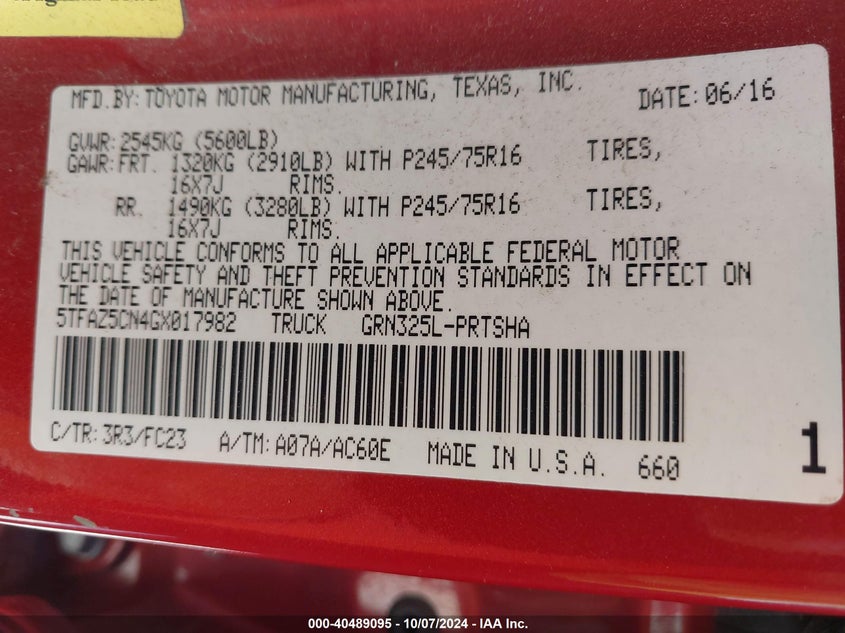 MFD.BY: TOYOTA MOTOR MANUFACTURING, TEXAS, INC. DATE: 06/16
GVWR: 2545KG (5600LB)
GAWR: FRT. 1320KG (2910LB) WITH P245/75R16 TIRES,
16X7J RIMS.
RR. 1490KG (3280LB) WITH P245/75R16 TIRES,
16X7J RIMS.
THIS VEHICLE CONFORMS TO ALL APPLICABLE FEDERAL MOTOR
VEHICLE SAFETY AND THEFT PREVENTION STANDARDS IN EFFECT ON
THE DATE OF MANUFACTURE SHOWN ABOVE.
5TFAZ5CN4GX017982 TRUCK GRN325L-PRTSHA
C/TR: 3R3/FC23 A/TM: A07A/AC60E MADE IN U.S.A. 660 1
000-40489095 - 10/07/2024 - IAA Inc.